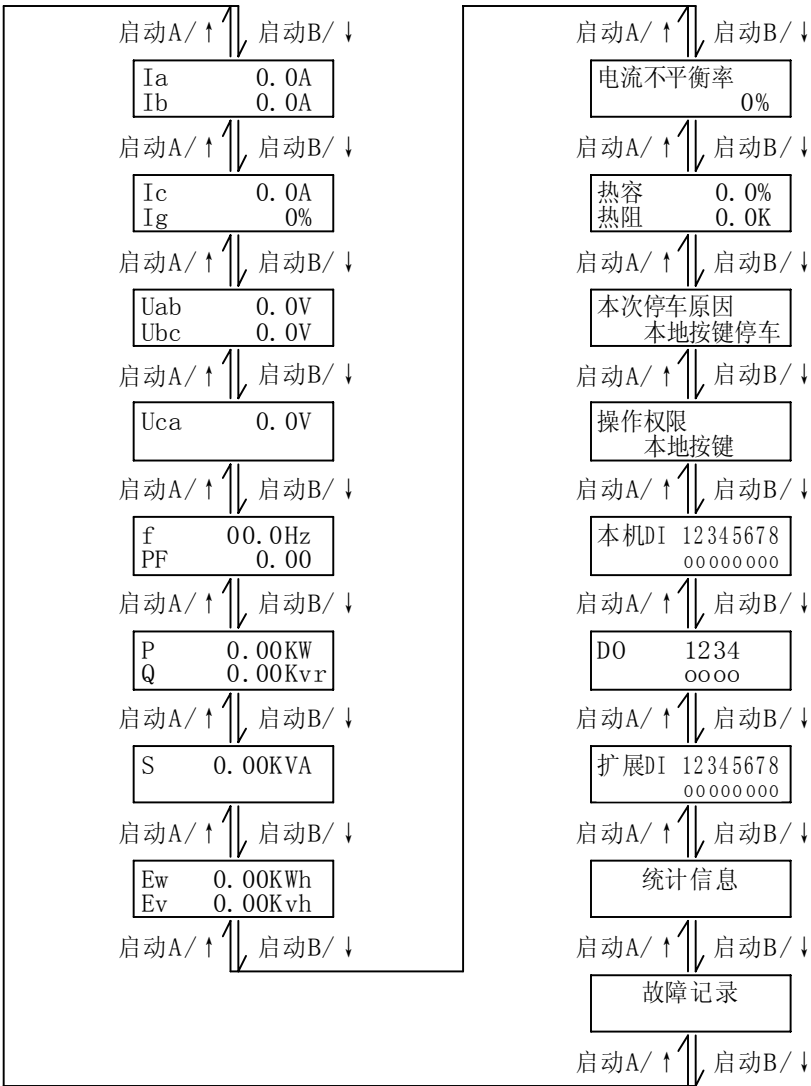 启动A/↑ 启动B/↓
Ia 0.0A
Ib 0.0A
启动A/↑ 启动B/↓
Ic 0.0A
Ig 0%
启动A/↑ 启动B/↓
Uab 0.0V
Ubc 0.0V
启动A/↑ 启动B/↓
Uca 0.0V
启动A/↑ 启动B/↓
f 00.0Hz
PF 0.00
启动A/↑ 启动B/↓
P 0.00KW
Q 0.00Kvr
启动A/↑ 启动B/↓
S 0.00KVA
启动A/↑ 启动B/↓
Ew 0.00KWh
Ev 0.00Kvh
启动A/↑ 启动B/↓
启动A/↑ 启动B/↓
电流不平衡率
0%
启动A/↑ 启动B/↓
热容 0.0%
热阻 0.0K
启动A/↑ 启动B/↓
本次停车原因
本地按键停车
启动A/↑ 启动B/↓
操作权限
本地按键
启动A/↑ 启动B/↓
本机DI 12345678
oooooooo
启动A/↑ 启动B/↓
DO 1234
oooo
启动A/↑ 启动B/↓
扩展DI 12345678
oooooooo
启动A/↑ 启动B/↓
统计信息
启动A/↑ 启动B/↓
故障记录
启动A/↑ 启动B/↓